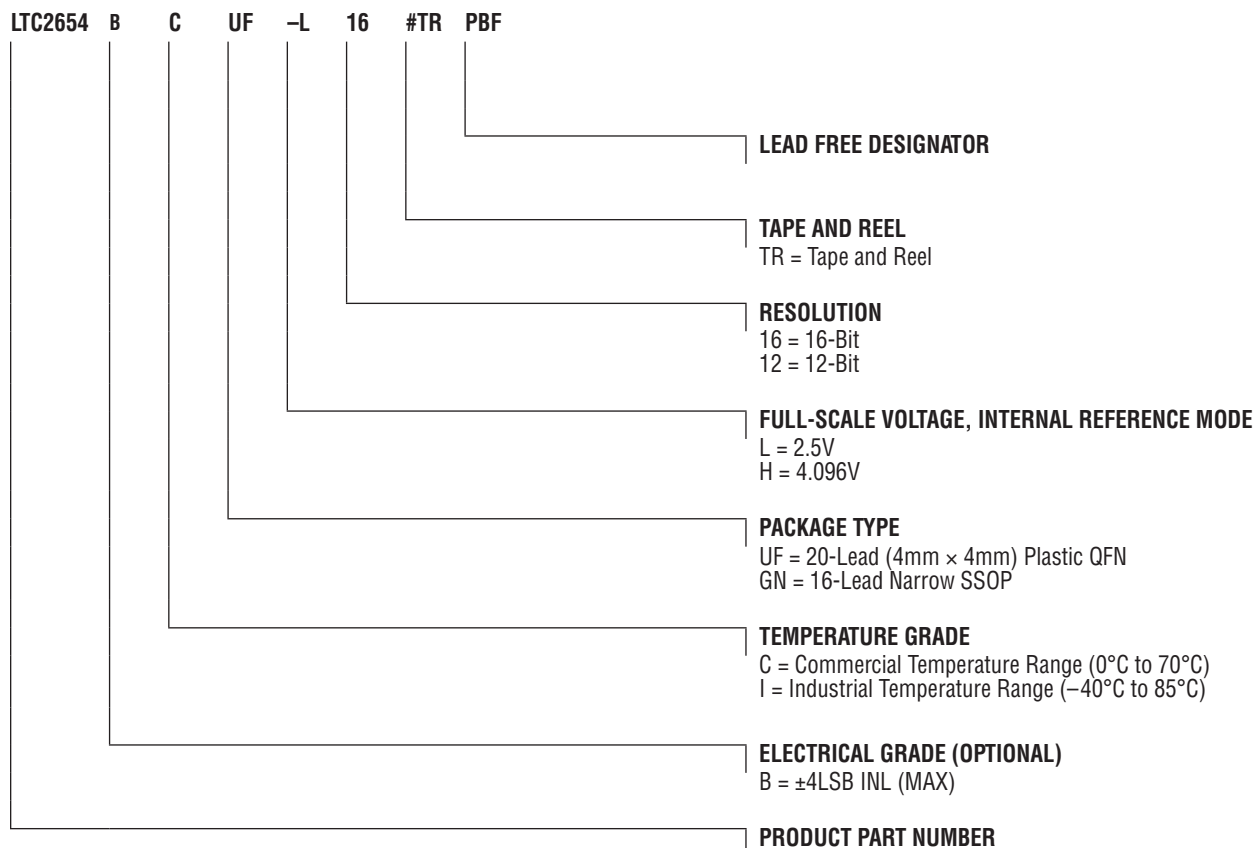 LTC2654 B C UF –L 16 #TR PBF
LEAD FREE DESIGNATOR
TAPE AND REEL
TR = Tape and Reel
RESOLUTION
16 = 16-Bit
12 = 12-Bit
FULL-SCALE VOLTAGE, INTERNAL REFERENCE MODE
L = 2.5V
H = 4.096V
PACKAGE TYPE
UF = 20-Lead (4mm × 4mm) Plastic QFN
GN = 16-Lead Narrow SSOP
TEMPERATURE GRADE
C = Commercial Temperature Range (0°C to 70°C)
I = Industrial Temperature Range (–40°C to 85°C)
ELECTRICAL GRADE (OPTIONAL)
B = ±4LSB INL (MAX)
PRODUCT PART NUMBER